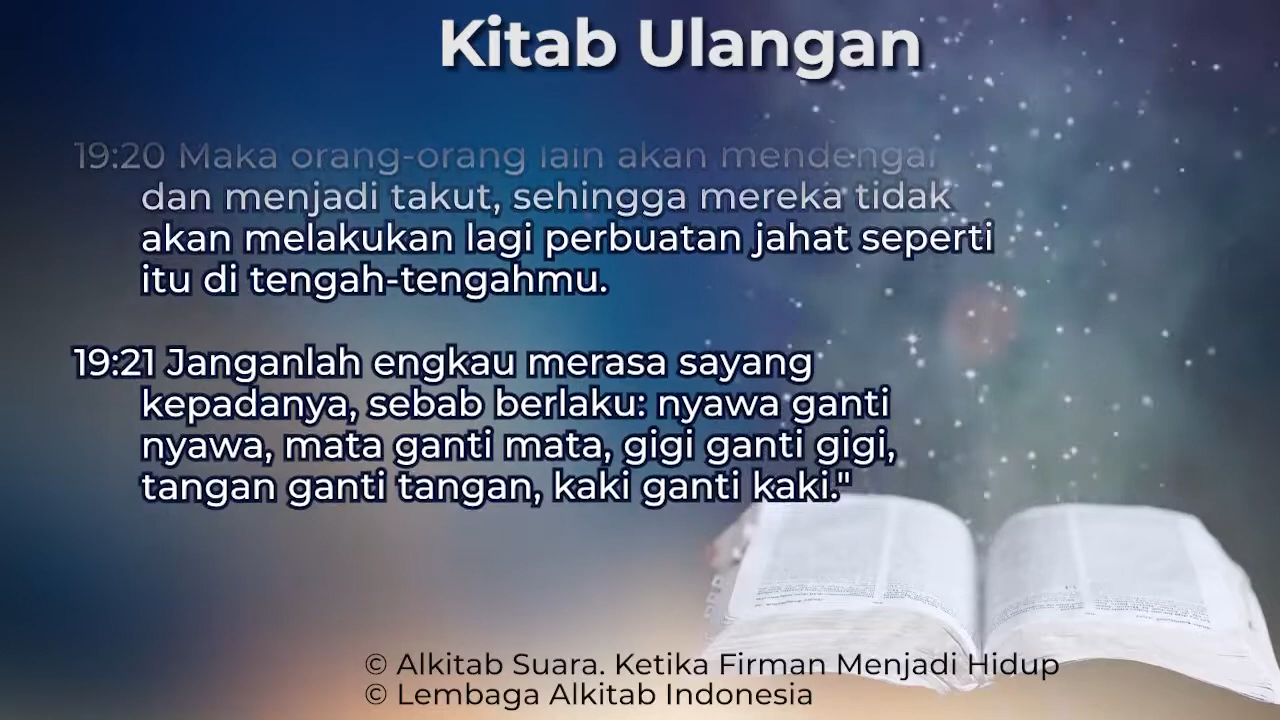 Kitab Ulangan
19:20 Maka orang-orang lain akan mendengar
dan menjadi takut, sehingga mereka tidak
akan melakukan lagi perbuatan jahat seperti
itu di tengah-tengahmu.
19:21 Janganlah engkau merasa sayang
kepadanya, sebab berlaku: nyawa ganti
nyawa, mata ganti mata, gigi ganti gigi,
tangan ganti tangan, kaki ganti kaki."
© Alkitab Suara. Ketika Firman Menjadi Hidup
© Lembaga Alkitab Indonesia